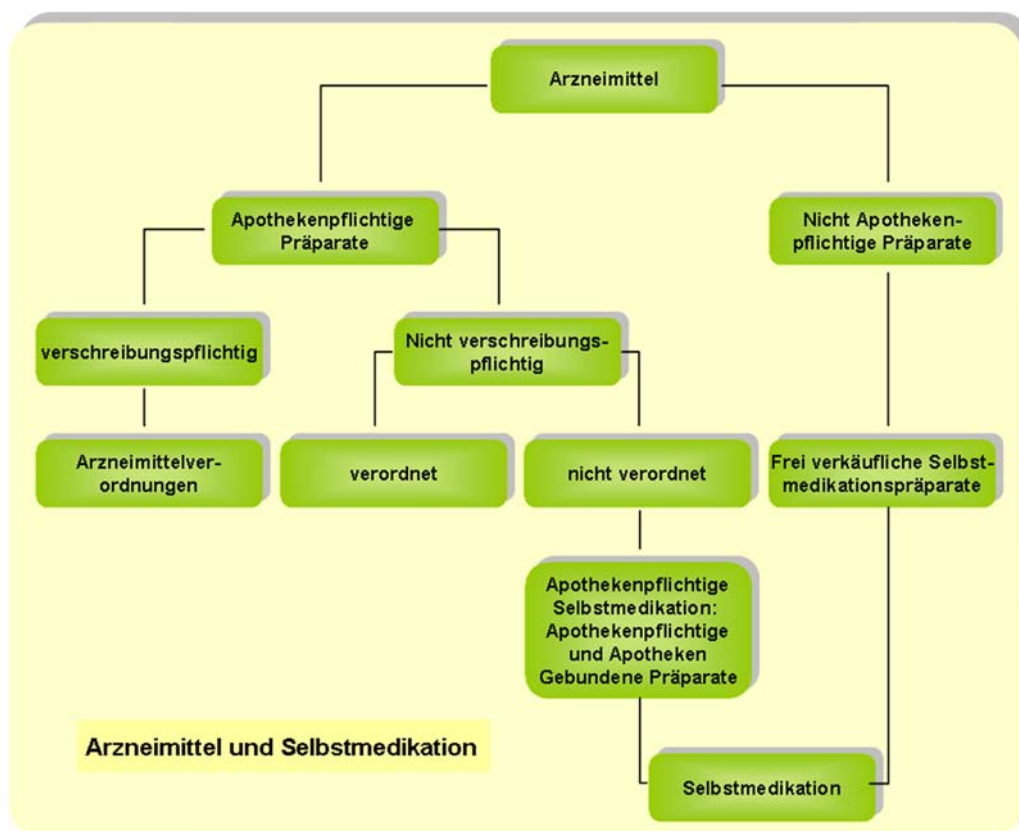 Arzneimittel
Apothekenpflichtige
Präparate
Nicht Apotheken-
pflichtige Präparate
verschreibungspflichtig
Nicht verschreibungs-
pflichtig
Arzneimittelver-
ordnungen
verordnet
nicht verordnet
Frei verkäufliche Selbst-
medikationspräparate
Apothekenpflichtige
Selbstmedikation:
Apothekenpflichtige
und Apotheken
Gebundene Präparate
Arzneimittel und Selbstmedikation
Selbstmedikation